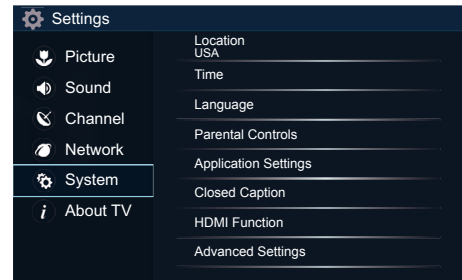 Settings
Picture
Sound
Channel
Network
System
About TV
Location
USA
Time
Language
Parental Controls
Application Settings
Closed Caption
HDMI Function
Advanced Settings